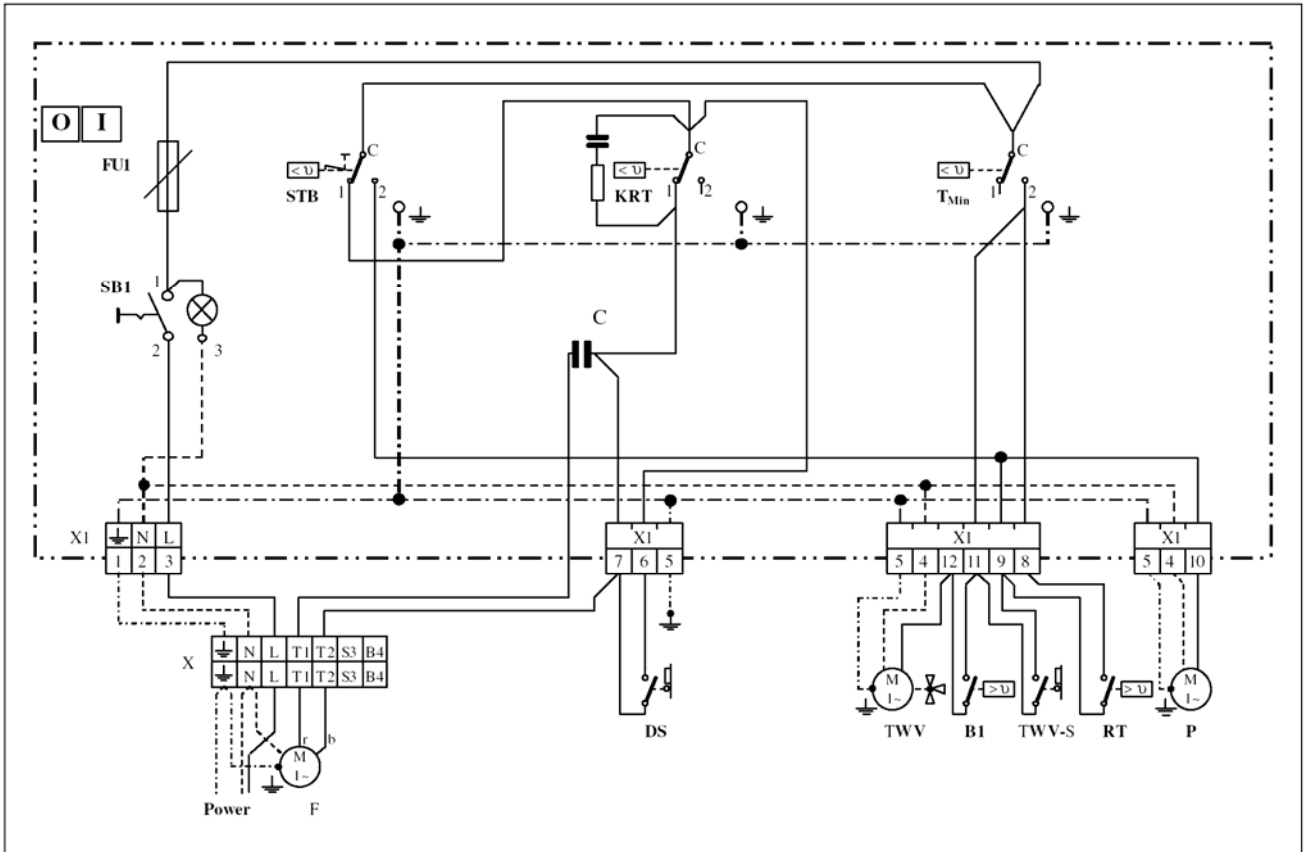 O I
FU1
C
< υ
STB
1 2
C
< υ
KRT
1 2
C
< υ
TMin
1 2
SB1
1
2 3
C
X1 N L
1 2 3
X1
7 6 5
X1
5 4 12 11 9 8
X1
5 4 10
X N L T1 T2 S3 B4
N L T1 T2 S3 B4
r b
M
1~
Power F
DS
M
1~
TWV
> υ
B1
TWV-S
> υ
RT
M
1~
P